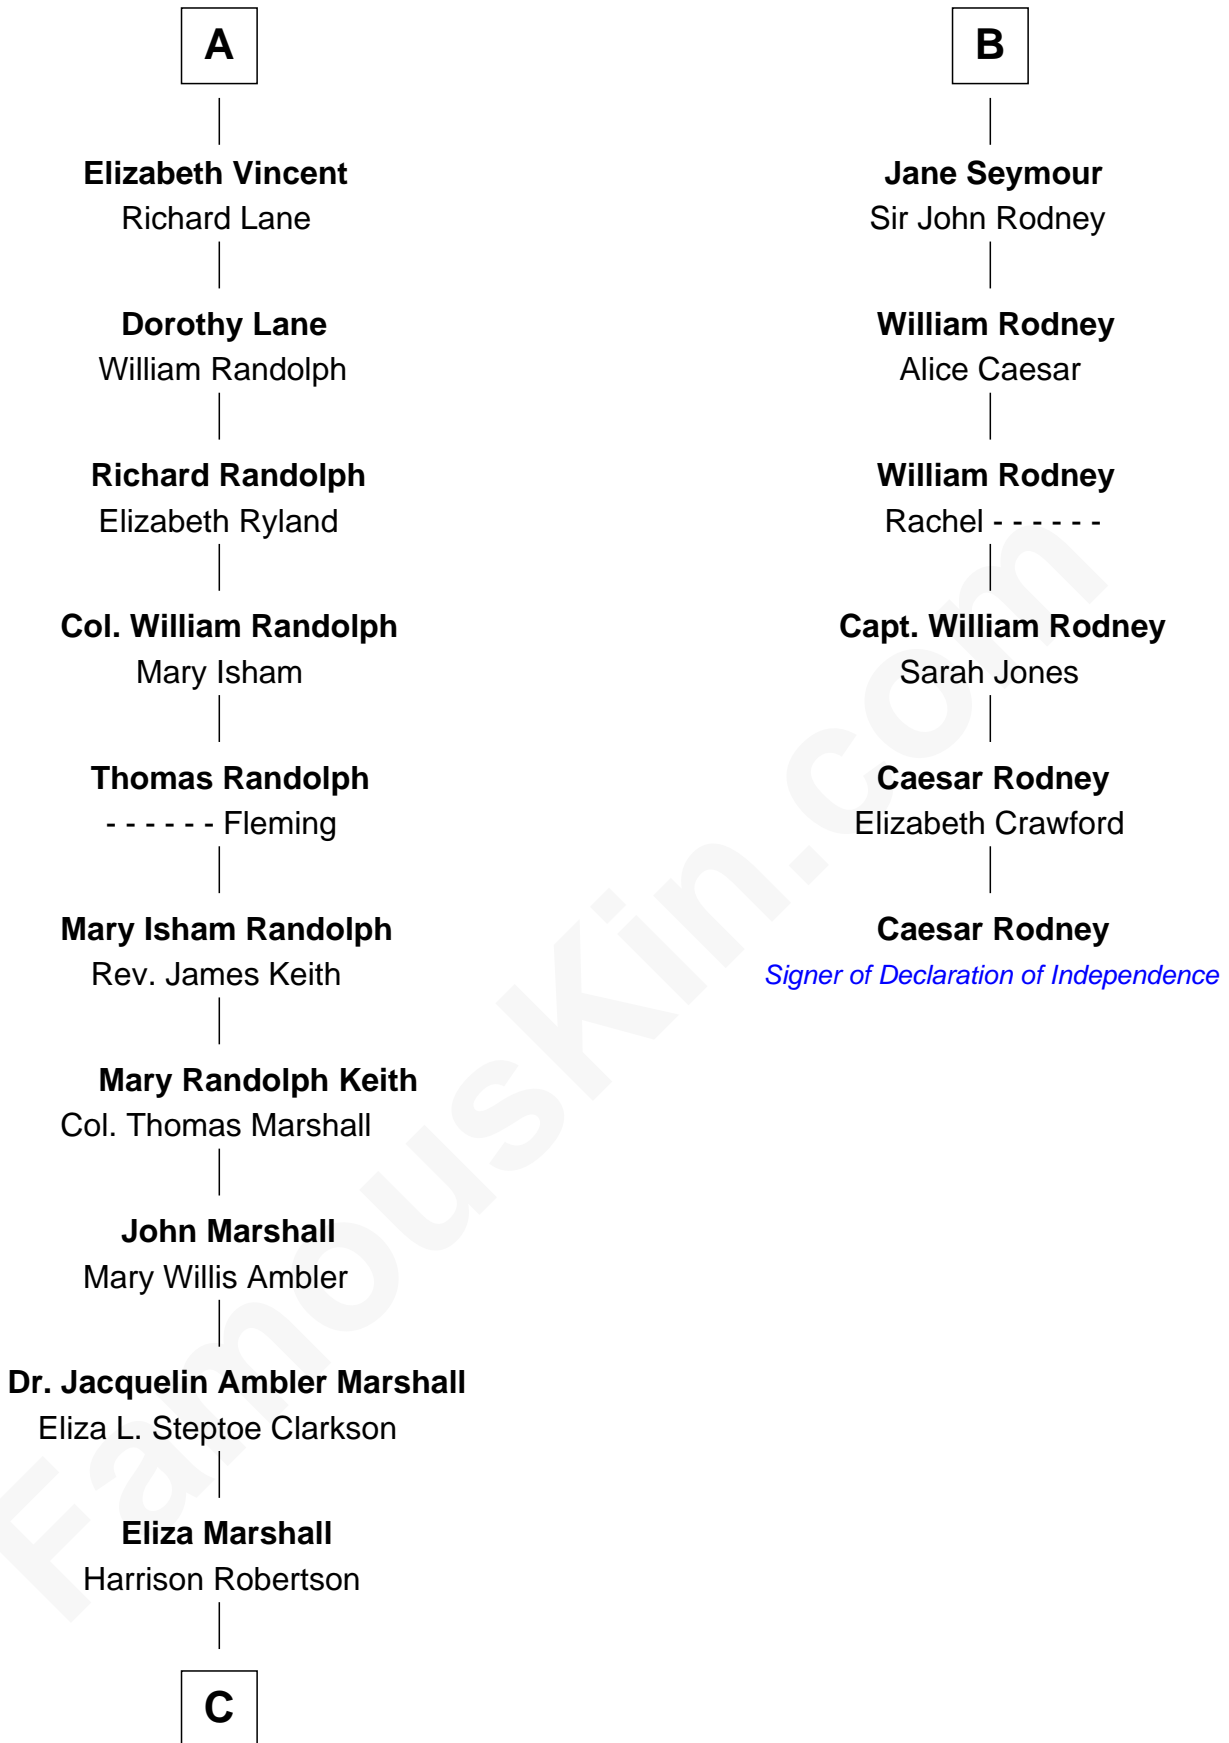 A
Elizabeth Vincent
Richard Lane
Dorothy Lane
William Randolph
Richard Randolph
Elizabeth Ryland
Col. William Randolph
Mary Isham
Thomas Randolph
- - - - - - Fleming
Mary Isham Randolph
Rev. James Keith
Mary Randolph Keith
Col. Thomas Marshall
John Marshall
Mary Willis Ambler
Dr. Jacquelin Ambler Marshall
Eliza L. Steptoe Clarkson
Eliza Marshall
Harrison Robertson
C
B
Jane Seymour
Sir John Rodney
William Rodney
Alice Caesar
William Rodney
Rachel - - - - - -
Capt. William Rodney
Sarah Jones
Caesar Rodney
Elizabeth Crawford
Caesar Rodney
Signer of Declaration of Independence
FamousKin.com